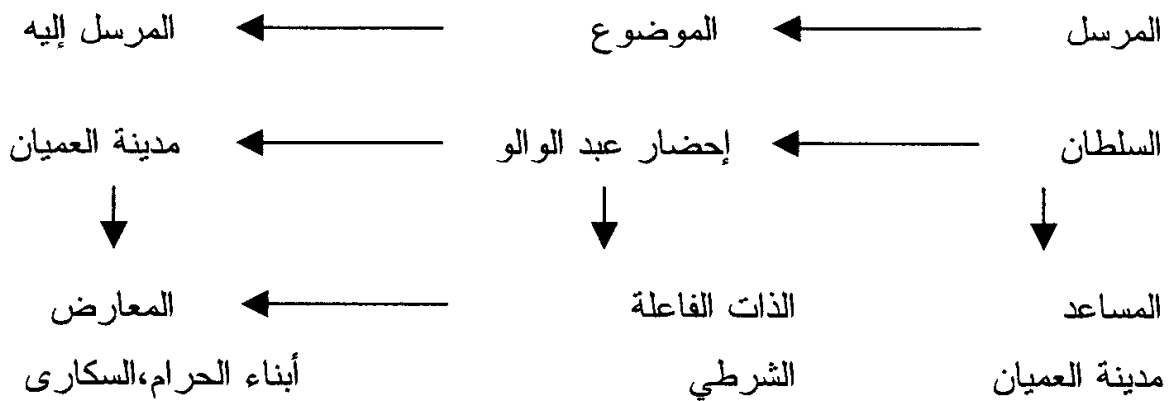 المرسل الموضوع المرسل إليه
السلطان إحضار عبد الوالو مدينة العميان
المساعد الذات الفاعلة المعارض
مدينة العميان الشرطي أبناء الحرام،السكارى